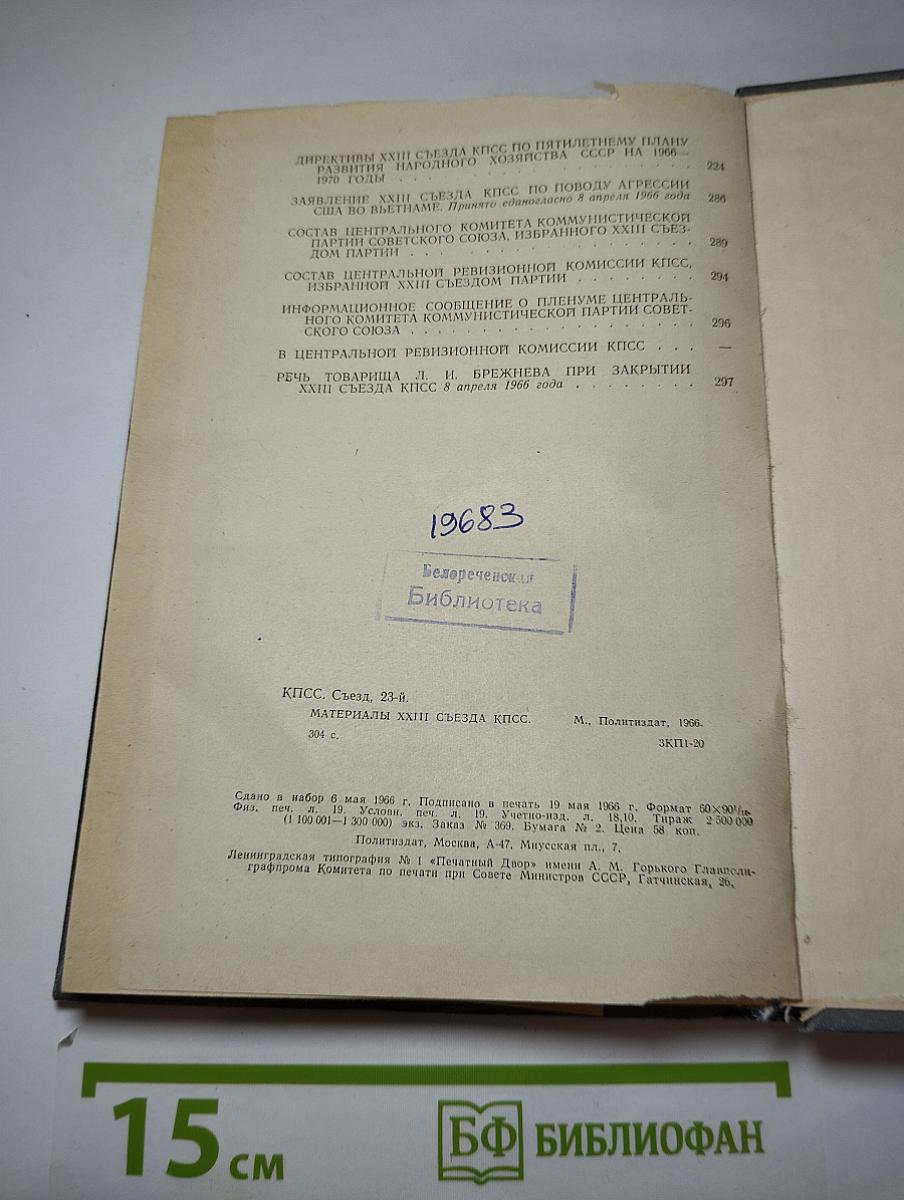 ДИРЕКТИВЫ XXIII СЪЕЗДА КПСС ПО ПЯТИЛЕТНЕМУ ПЛАНУ
РАЗВИТИЯ НАРОДНОГО ХОЗЯЙСТВА СССР НА 1966—
1970 ГОДЫ . . . . . . . . . . . . . . . . 224
ЗАЯВЛЕНИЕ XXIII СЪЕЗДА КПСС ПО ПОВОДУ АГРЕССИИ
США ВО ВЬЕТНАМЕ. Принято единогласно 8 апреля 1966 года 286
СОСТАВ ЦЕНТРАЛЬНОГО КОМИТЕТА КОММУНИСТИЧЕСКОЙ
ПАРТИИ СОВЕТСКОГО СОЮЗА, ИЗБРАННОГО XXIII СЪЕЗ-
ДОМ ПАРТИИ . . . . . . . . . . . . . . . 289
СОСТАВ ЦЕНТРАЛЬНОЙ РЕВИЗИОННОЙ КОМИССИИ КПСС,
ИЗБРАННОЙ XXIII СЪЕЗДОМ ПАРТИИ . . . . . . . . 294
ИНФОРМАЦИОННОЕ СООБЩЕНИЕ О ПЛЕНУМЕ ЦЕНТРАЛЬ-
НОГО КОМИТЕТА КОММУНИСТИЧЕСКОЙ ПАРТИИ СОВЕТ-
СКОГО СОЮЗА . . . . . . . . . . . . . . . . . . . 296
В ЦЕНТРАЛЬНОЙ РЕВИЗИОННОЙ КОМИССИИ КПСС . . . —
РЕЧЬ ТОВАРИЩА Л. И. БРЕЖНЕВА ПРИ ЗАКРЫТИИ
XXIII СЪЕЗДА КПСС 8 апреля 1966 года . . . . . . . . 297
19683
Белореченская
Библиотека
КПСС. Съезд, 23-й.
МАТЕРИАЛЫ XXIII СЪЕЗДА КПСС. М., Политиздат, 1966.
304 с.
3КП1-20
Сдано в набор 6 мая 1966 г. Подписано в печать 19 мая 1966 г. Формат 60×90¹/₁₆.
Физ. печ. л. 19. Условн. печ. л. 19. Учетно-изд. л. 18,10. Тираж 2 500 000
(1 100 001—1 300 000) экз. Заказ № 369. Бумага № 2. Цена 58 коп.
Политиздат, Москва, А-47, Миусская пл., 7.
Ленинградская типография № 1 «Печатный Двор» имени А. М. Горького Главполи-
графпрома Комитета по печати при Совете Министров СССР, Гатчинская, 26.
15 см
БФ БИБЛИОФАН